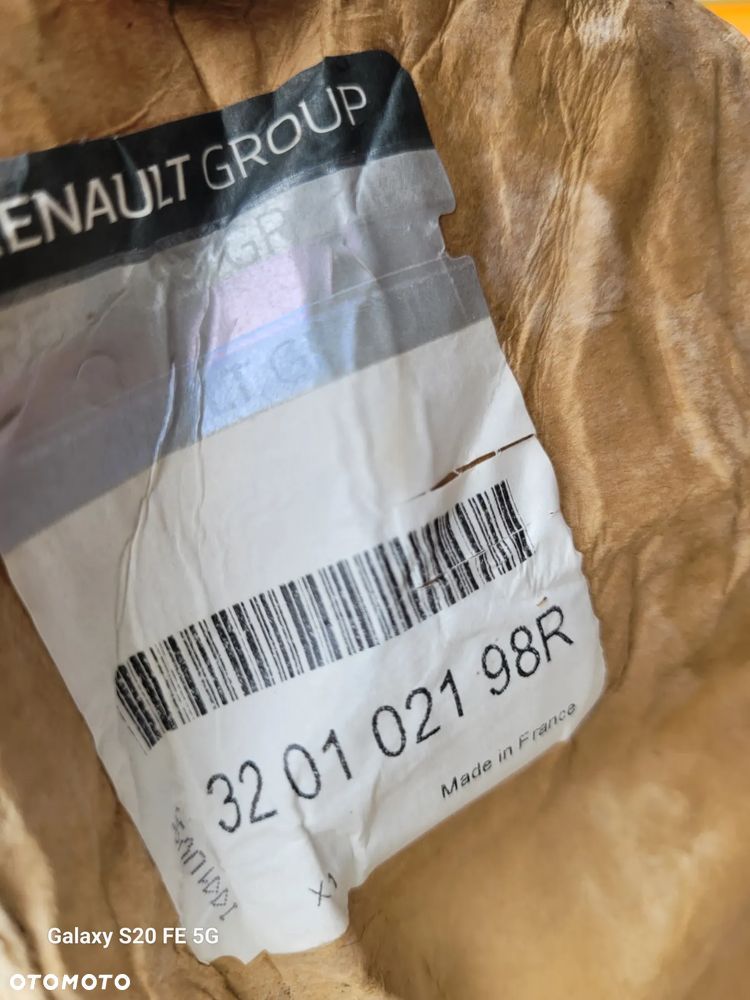 RENAULT GROUP
32 01 021 98R
Made in France
X1
Galaxy S20 FE 5G
OTOMOTO